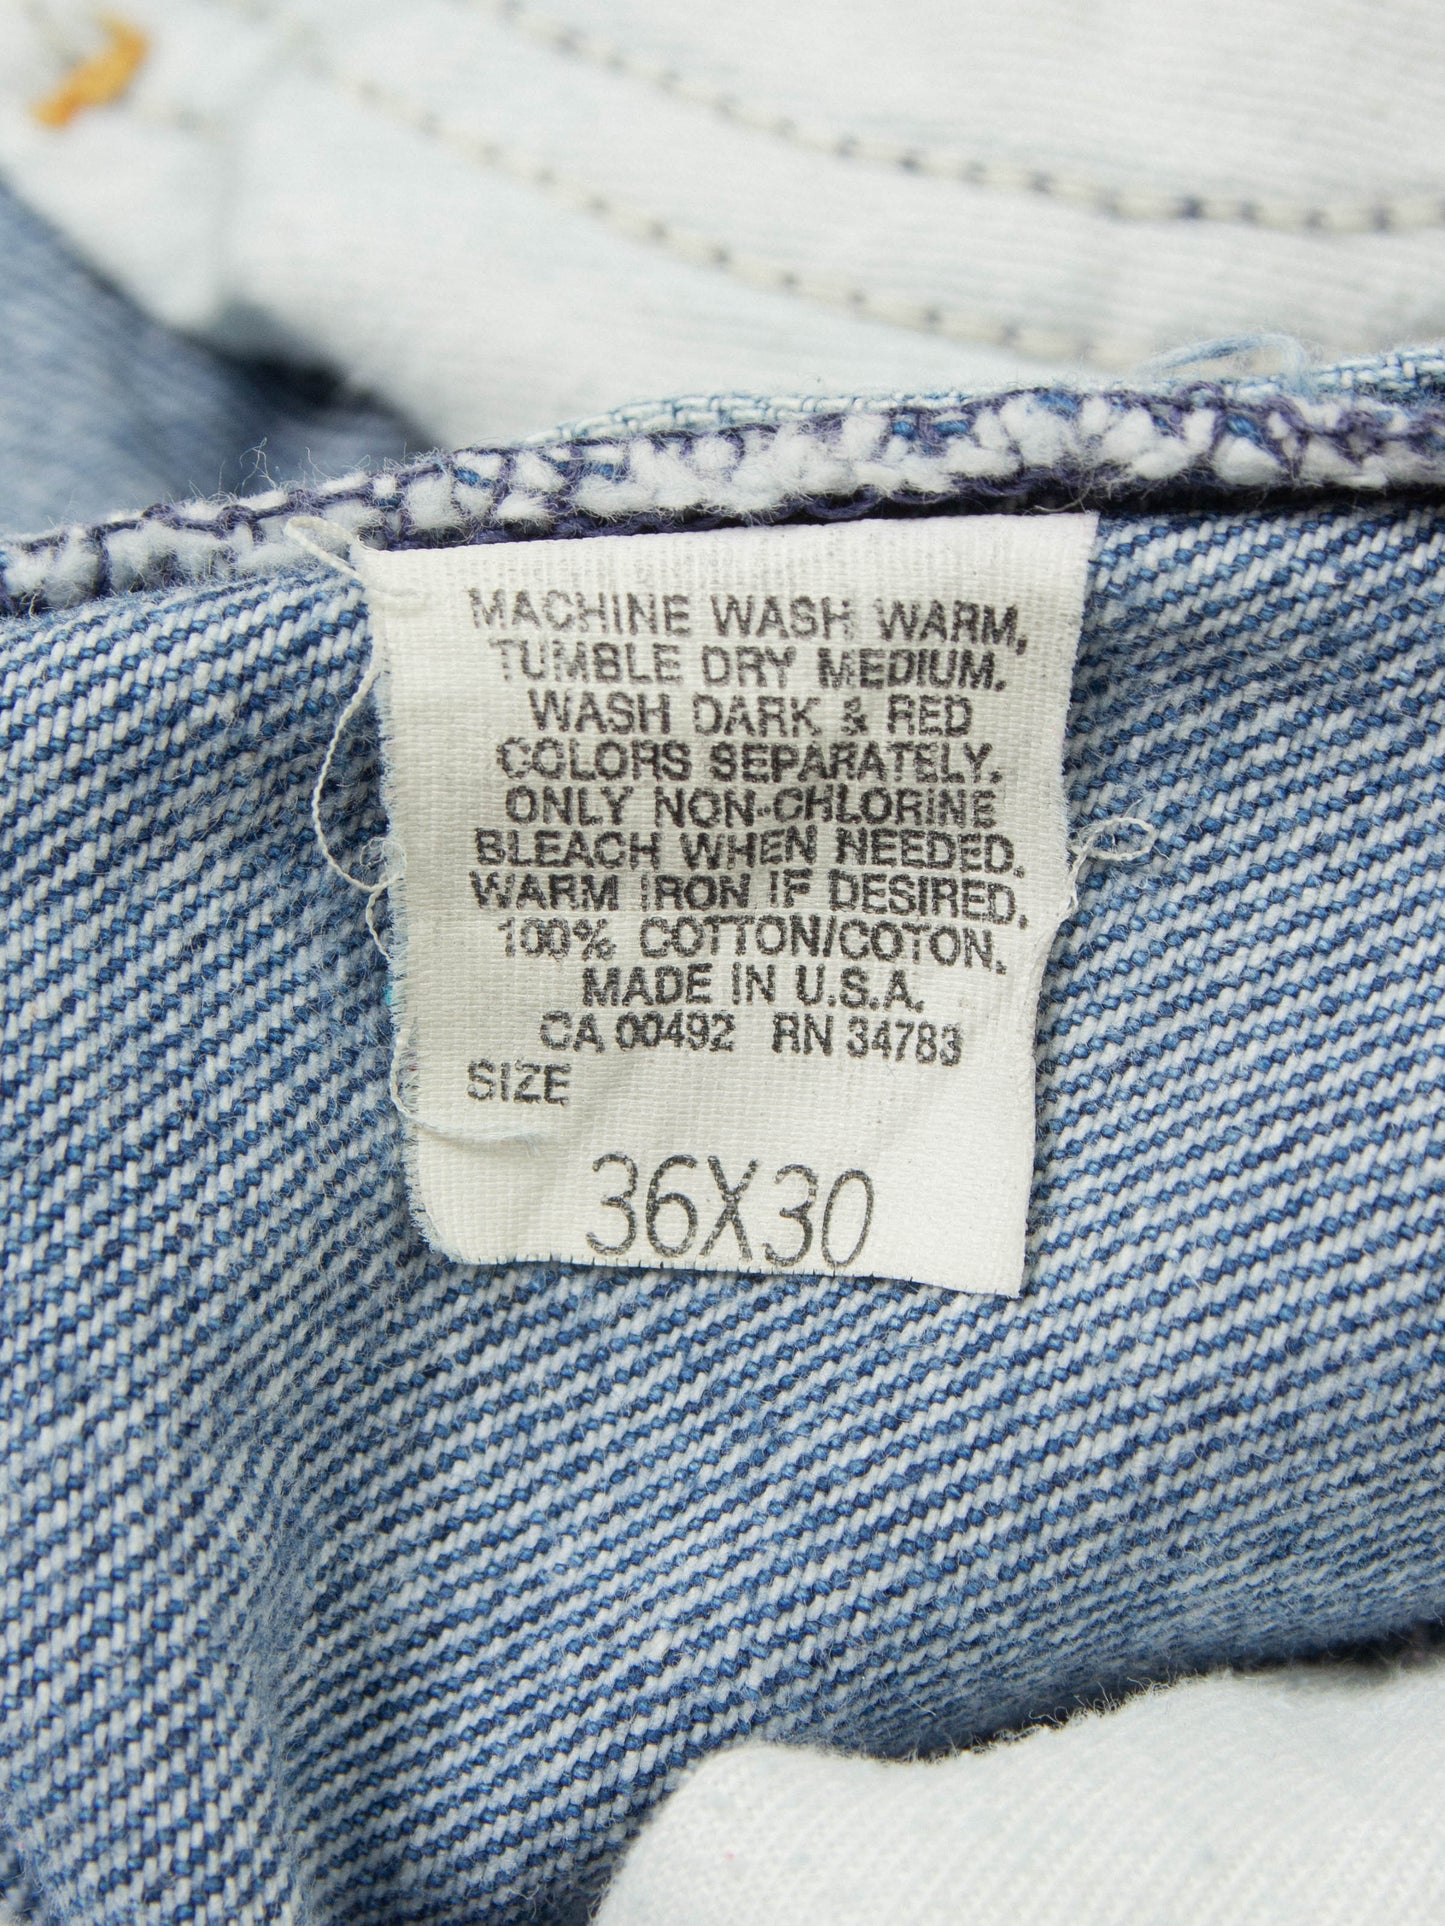 MACHINE WASH WARM,
TUMBLE DRY MEDIUM.
WASH DARK & RED
COLORS SEPARATELY.
ONLY NON-CHLORINE
BLEACH WHEN NEEDED.
WARM IRON IF DESIRED.
100% COTTON/COTON.
MADE IN U.S.A.
CA 00492 RN 34783
SIZE
36X30